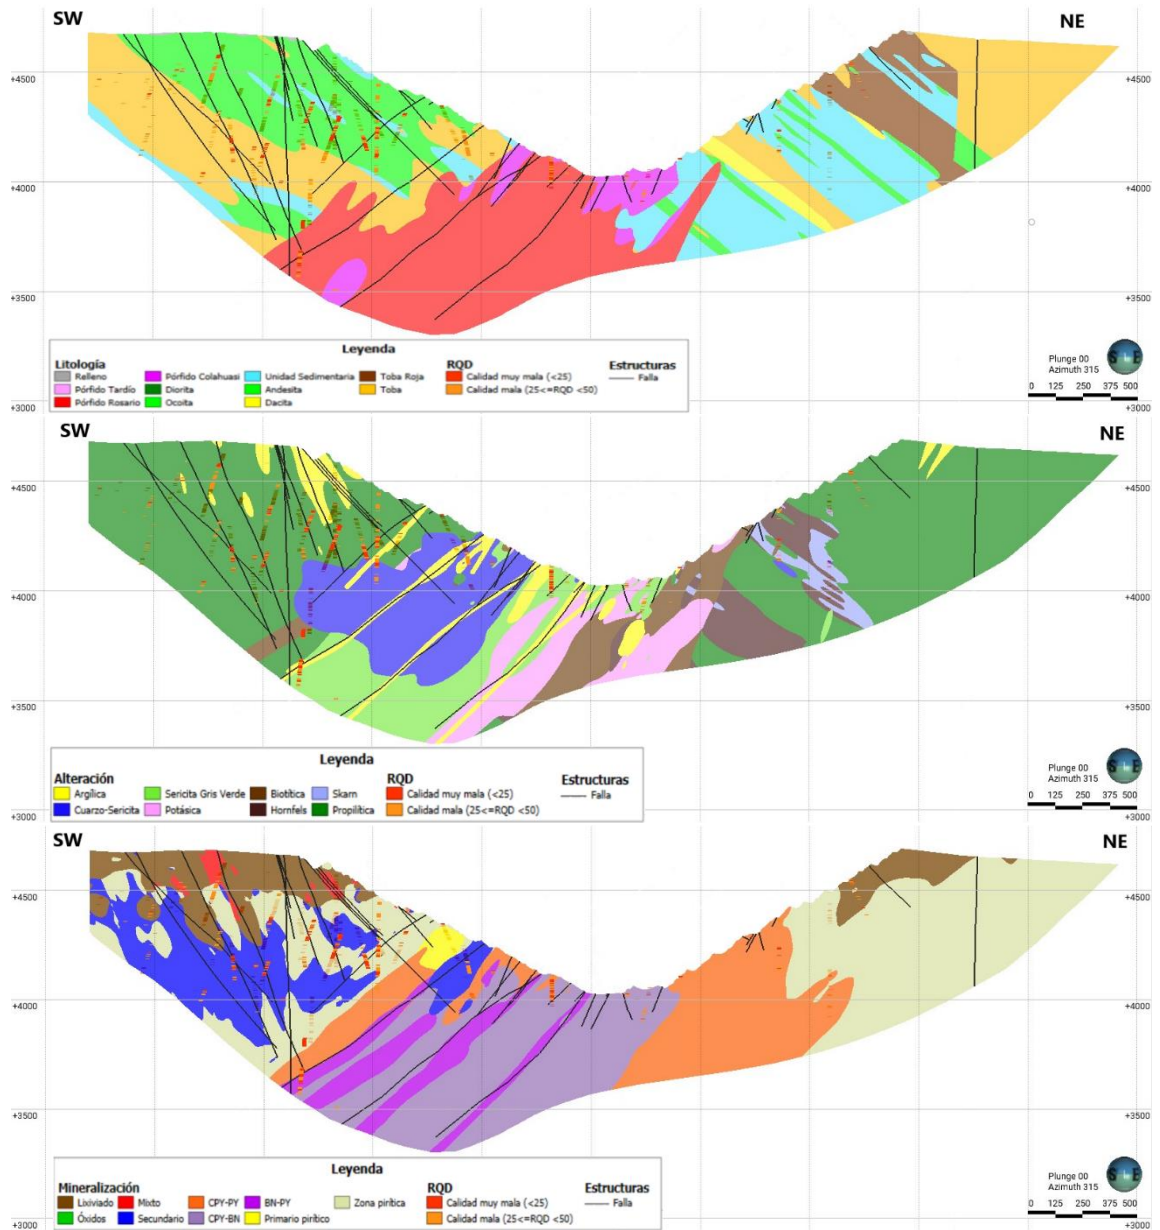 SW NE
+4500 +4500
+4000 +4000
+3500 +3500
+3000 +3000
Leyenda
Litología RQD Estructuras
Relleno Pórfido Colahuasi Unidad Sedimentaria Toba Roja Calidad muy mala (<25) Falla
Pórfido Tardío Diorita Andesita Toba Calidad mala (25<=RQD <50)
Pórfido Rosario Ocoita Dacita
Plunge 00
Azimuth 315
S E
0 125 250 375 500
SW NE
+4500 +4500
+4000 +4000
+3500 +3500
+3000 +3000
Leyenda
Alteración RQD Estructuras
Argílica Sericita Gris Verde Biotítica Skarn Calidad muy mala (<25) Falla
Cuarzo-Sericita Potásica Hornfels Propilítica Calidad mala (25<=RQD <50)
Plunge 00
Azimuth 315
S E
0 125 250 375 500
SW NE
+4500 +4500
+4000 +4000
+3500 +3500
+3000 +3000
Leyenda
Mineralización RQD Estructuras
Lixiviado Mixto CPY-PY BN-PY Zona pirítica Calidad muy mala (<25) Falla
Óxidos Secundario CPY-BN Primario pirítico Calidad mala (25<=RQD <50)
Plunge 00
Azimuth 315
S E
0 125 250 375 500